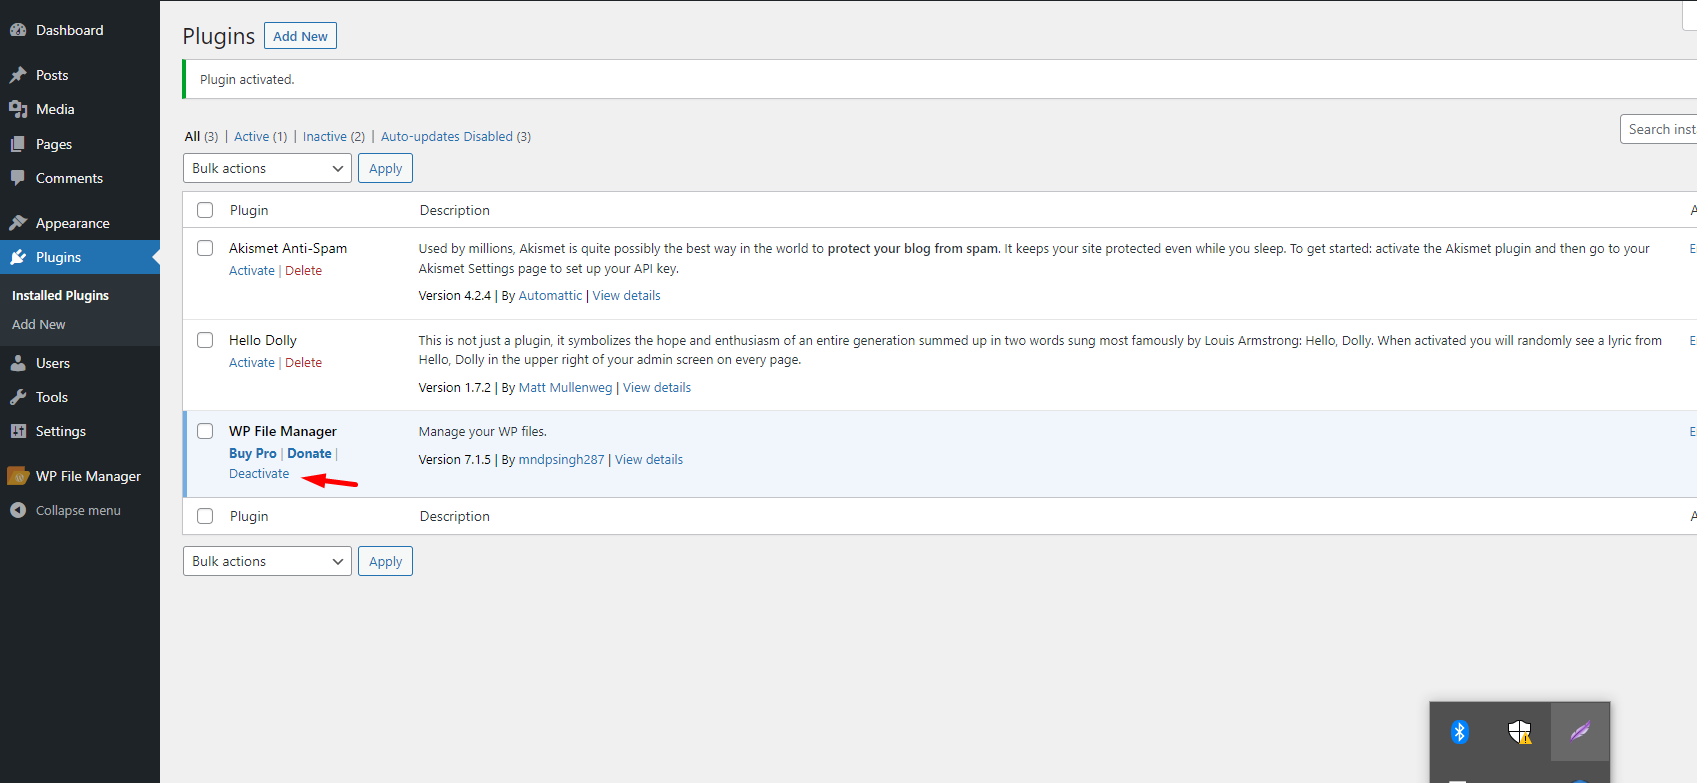 Dashboard
Posts
Media
Pages
Comments
Appearance
Plugins
Installed Plugins
Add New
Users
Tools
Settings
WP File Manager
Collapse menu
Plugins Add New
Plugin activated.
All (3) | Active (1) | Inactive (2) | Auto-updates Disabled (3)
Search inst
Bulk actions Apply
Plugin Description A
Akismet Anti-Spam
Activate | Delete
Used by millions, Akismet is quite possibly the best way in the world to protect your blog from spam. It keeps your site protected even while you sleep. To get started: activate the Akismet plugin and then go to your
Akismet Settings page to set up your API key.
Version 4.2.4 | By Automattic | View details
Hello Dolly
Activate | Delete
This is not just a plugin, it symbolizes the hope and enthusiasm of an entire generation summed up in two words sung most famously by Louis Armstrong: Hello, Dolly. When activated you will randomly see a lyric from
Hello, Dolly in the upper right of your admin screen on every page.
Version 1.7.2 | By Matt Mullenweg | View details
WP File Manager
Buy Pro | Donate |
Deactivate
Manage your WP files.
Version 7.1.5 | By mndpsingh287 | View details
Plugin Description A
Bulk actions Apply